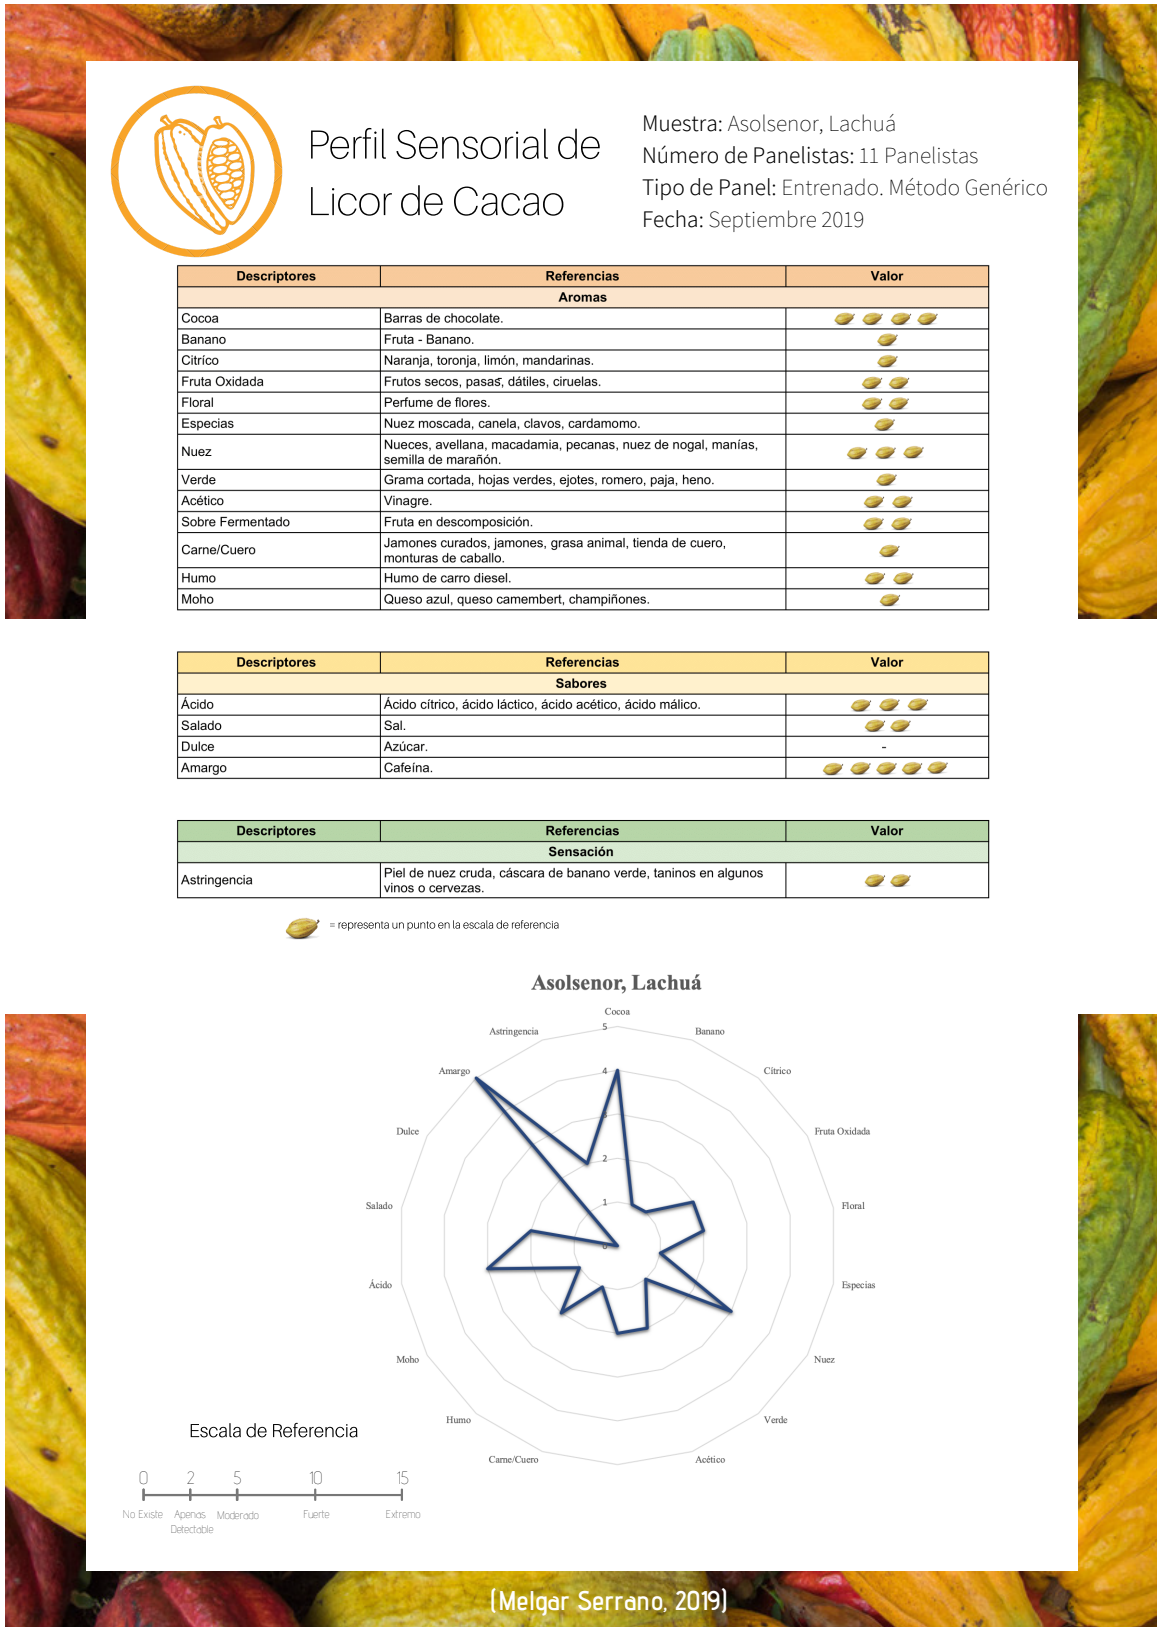 Perfil Sensorial de
Licor de Cacao
Muestra: Asolsenor, Lachuá
Número de Panelistas: 11 Panelistas
Tipo de Panel: Entrenado. Método Genérico
Fecha: Septiembre 2019
Descriptores Referencias Valor
Aromas
Cocoa Barras de chocolate.
Banano Fruta - Banano.
Citríco Naranja, toronja, limón, mandarinas.
Fruta Oxidada Frutos secos, pasas, dátiles, ciruelas.
Floral Perfume de flores.
Especias Nuez moscada, canela, clavos, cardamomo.
Nuez Nueces, avellana, macadamia, pecanas, nuez de nogal, manías,
semilla de marañón.
Verde Grama cortada, hojas verdes, ejotes, romero, paja, heno.
Acético Vinagre.
Sobre Fermentado Fruta en descomposición.
Carne/Cuero Jamones curados, jamones, grasa animal, tienda de cuero,
monturas de caballo.
Humo Humo de carro diesel.
Moho Queso azul, queso camembert, champiñones.
Descriptores Referencias Valor
Sabores
Ácido Ácido cítrico, ácido láctico, ácido acético, ácido málico.
Salado Sal.
Dulce Azúcar. -
Amargo Cafeína.
Descriptores Referencias Valor
Sensación
Astringencia Piel de nuez cruda, cáscara de banano verde, taninos en algunos
vinos o cervezas.
= representa un punto en la escala de referencia
Asolsenor, Lachuá
Cocoa
Banano
Cítrico
Fruta Oxidada
Floral
Especias
Nuez
Verde
Acético
Carne/Cuero
Humo
Moho
Ácido
Salado
Dulce
Amargo
Astringencia
5
4
3
2
1
0
Escala de Referencia
0 2 5 10 15
No Existe Apenas Moderado Fuerte Extremo
Detectable
(Melgar Serrano, 2019)